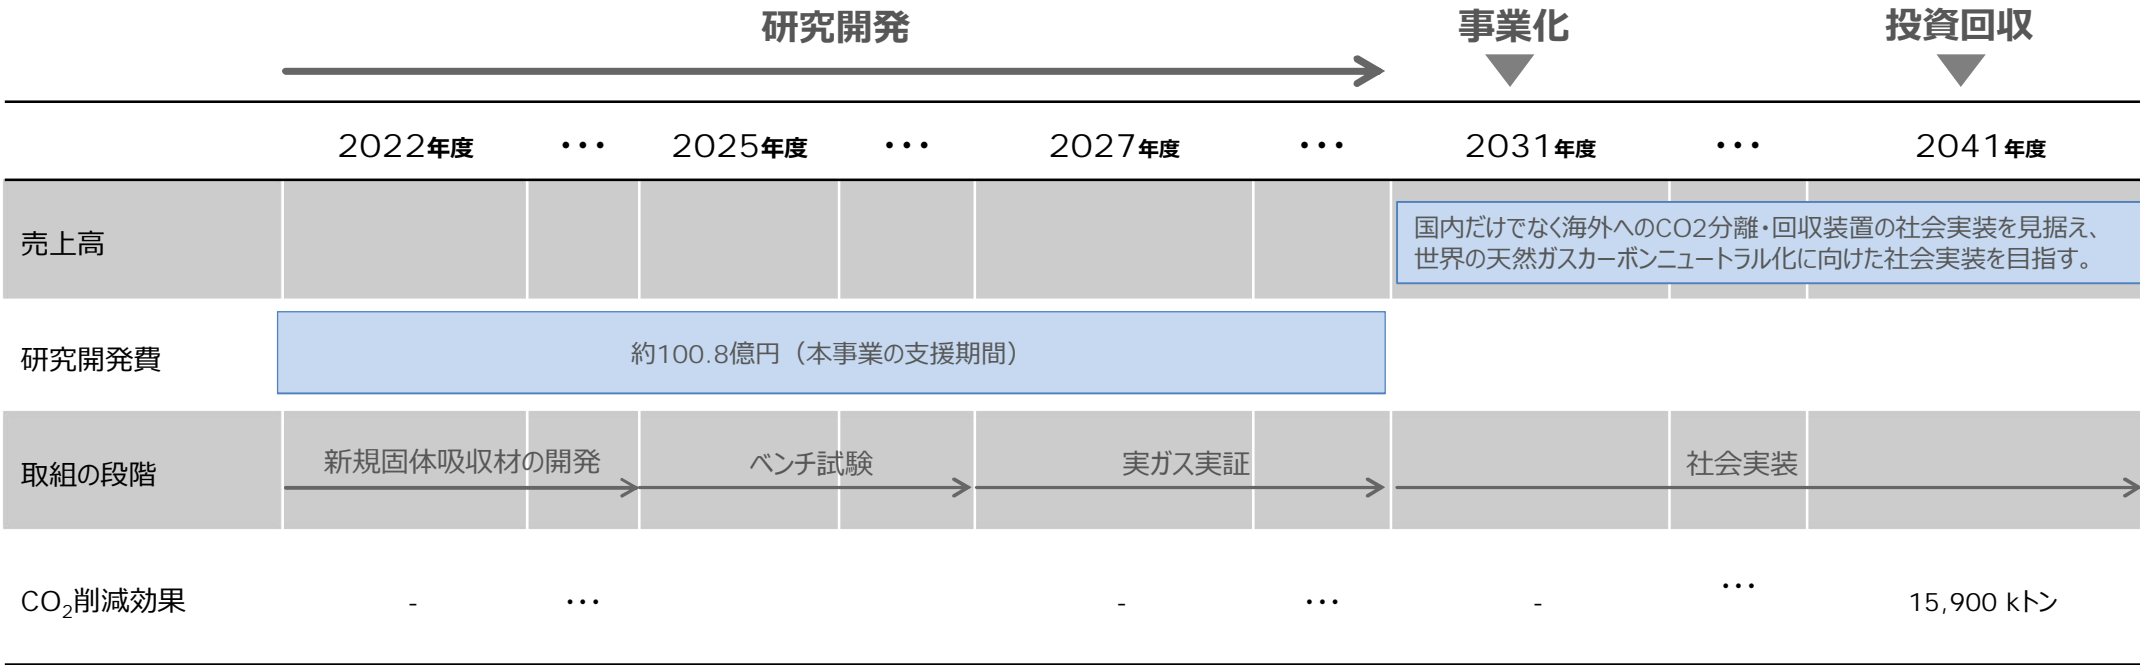 研究開発 事業化 投資回収
2022年度 ･･･ 2025年度 ･･･ 2027年度 ･･･ 2031年度 ･･･ 2041年度
売上高
国内だけでなく海外へのCO2分離・回収装置の社会実装を見据え、
世界の天然ガスカーボンニュートラル化に向けた社会実装を目指す。
研究開発費 約100.8億円（本事業の支援期間）
取組の段階 新規固体吸収材の開発 ベンチ試験 実ガス実証 社会実装
CO₂削減効果 - ･･･ - ･･･ - ･･･ 15,900 kトン